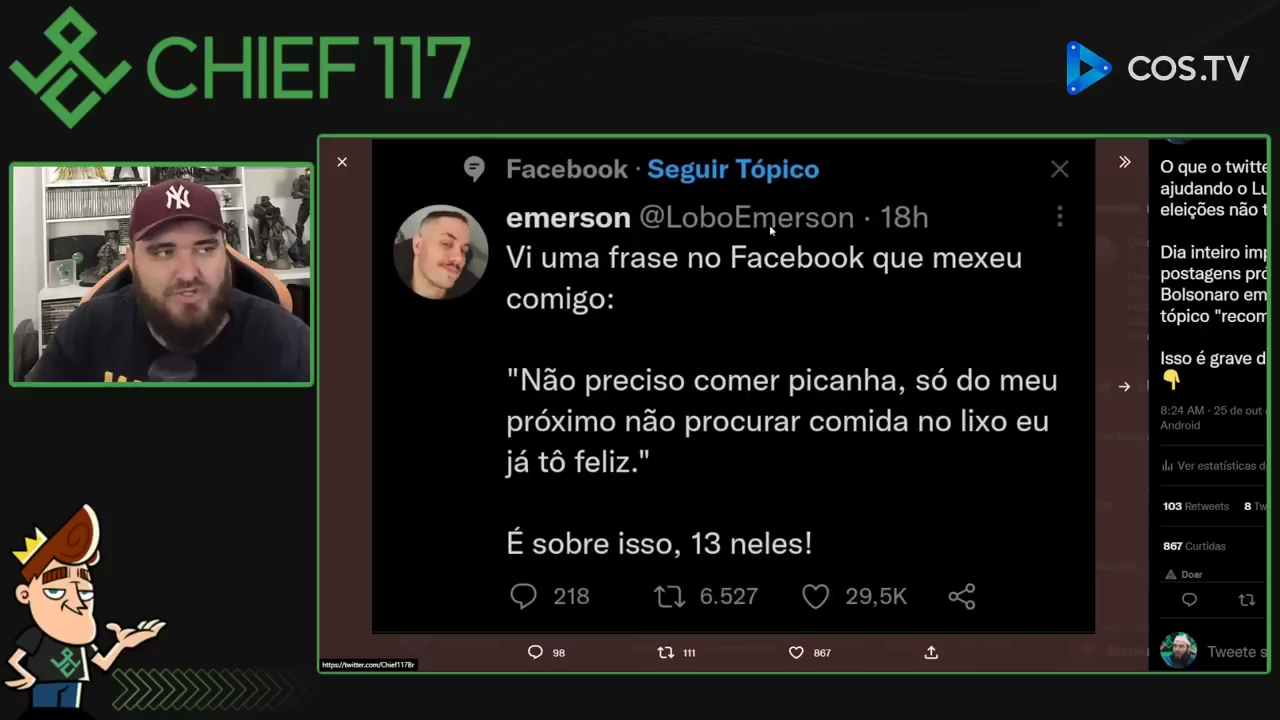 CHIEF 117
COS.TV
NY
Facebook · Seguir Tópico
emerson @LoboEmerson · 18h
Vi uma frase no Facebook que mexeu
comigo:
"Não preciso comer picanha, só do meu
próximo não procurar comida no lixo eu
já tô feliz."
É sobre isso, 13 neles!
218 6.527 29,5K
98 111 867
https://twitter.com/Chief117Br
O que o twitte
ajudando o Lu
eleições não t
Dia inteiro imp
postagens pró
Bolsonaro em
tópico "recom
Isso é grave d
8:24 AM · 25 de out
Android
Ver estatísticas d
103 Retweets 8 Tw
867 Curtidas
Doar
Tweete s